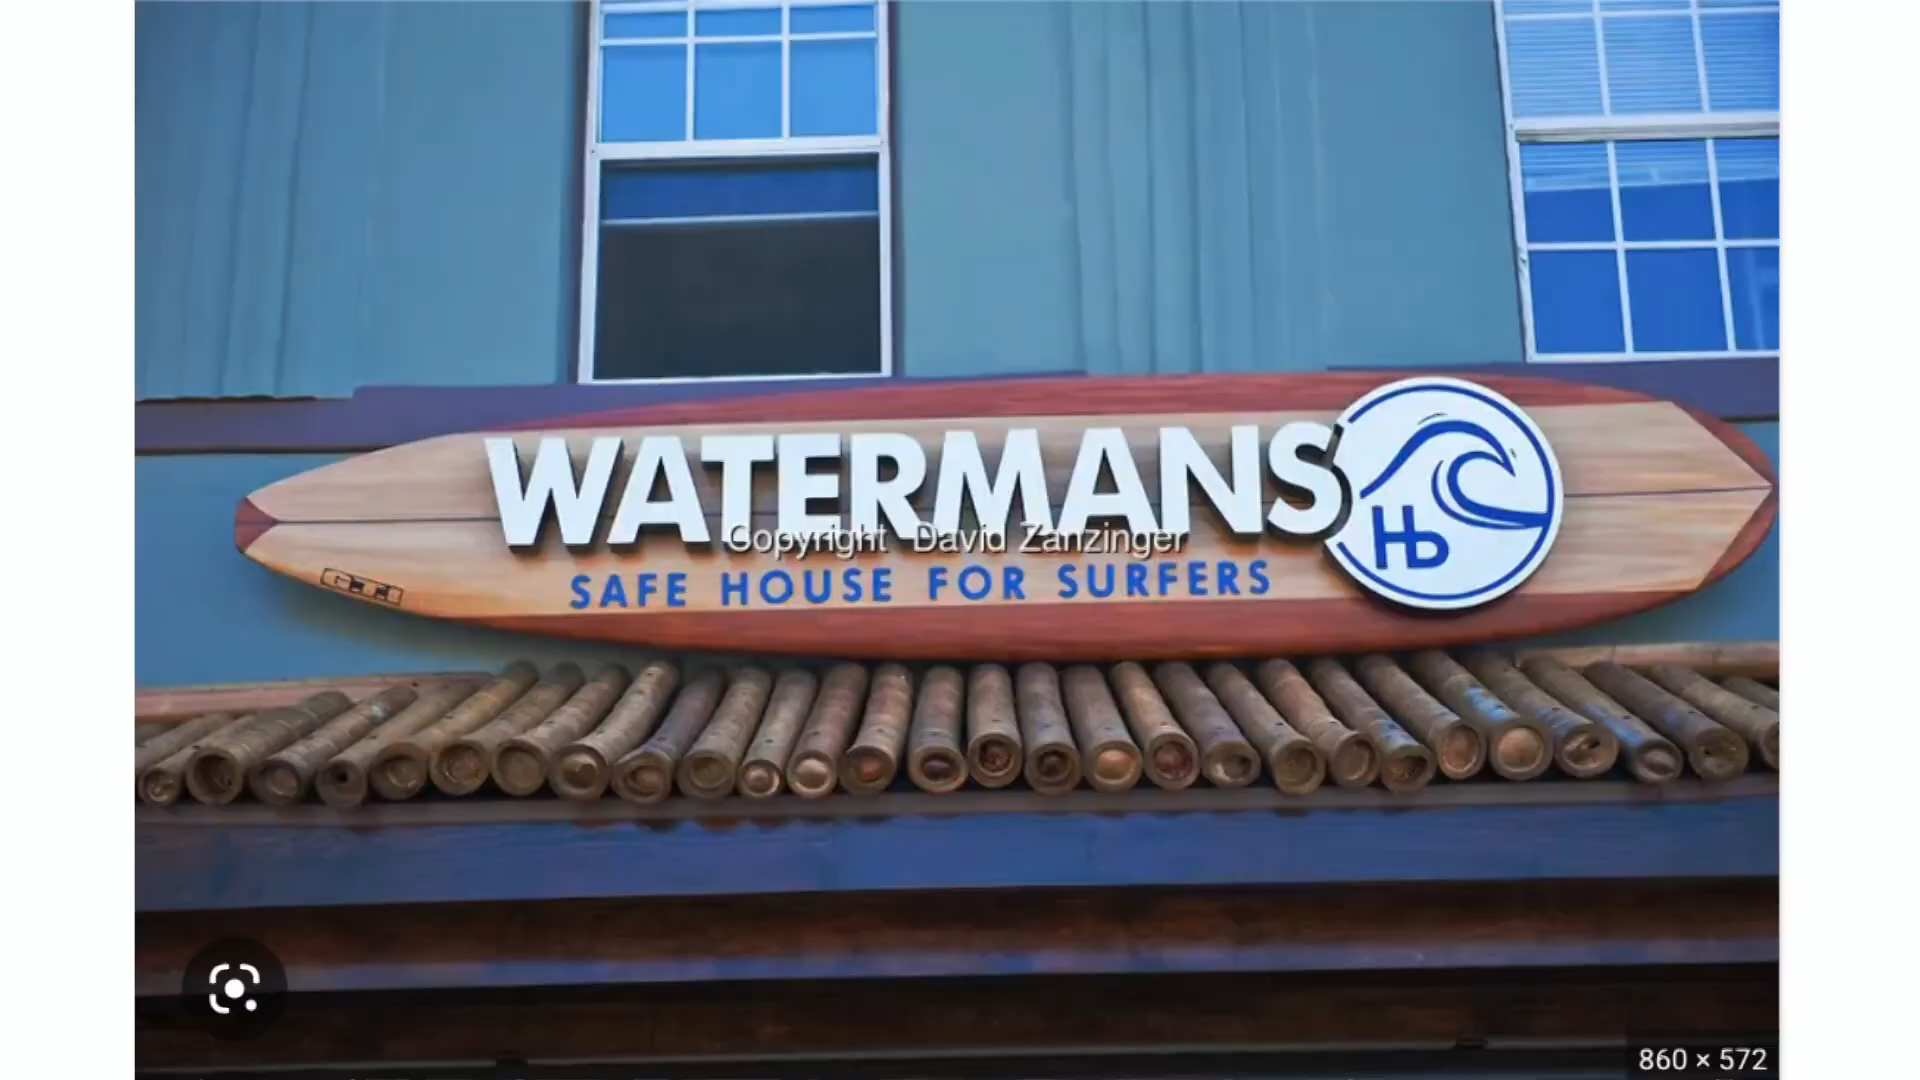 WATERMANS
Hb
Copyright David Zanzinger
SAFE HOUSE FOR SURFERS
860 × 572